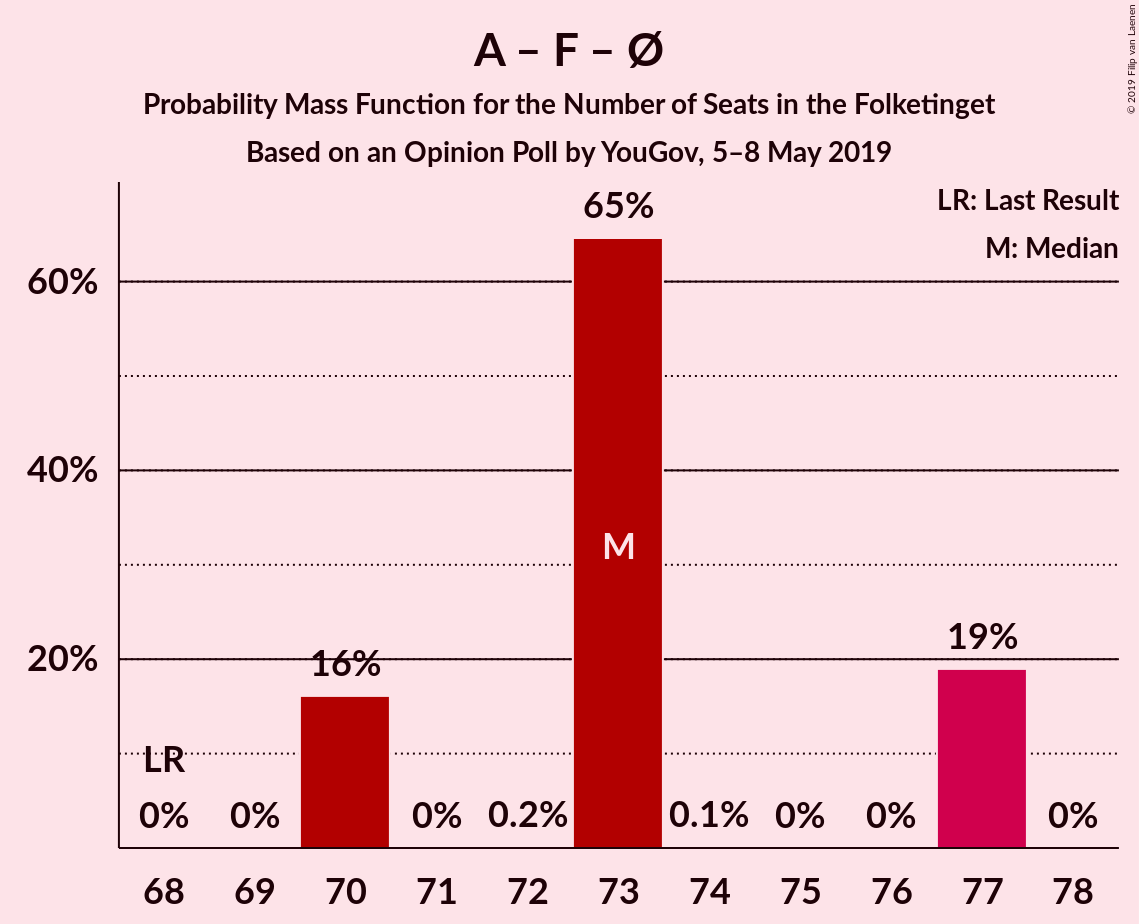 A – F – Ø
Probability Mass Function for the Number of Seats in the Folketinget
Based on an Opinion Poll by YouGov, 5–8 May 2019
© 2019 Filip van Laenen
LR: Last Result
M: Median
65%
60%
40%
M
20%
16%
19%
LR
0% 0% 0% 0.2% 0.1% 0% 0% 0%
68 69 70 71 72 73 74 75 76 77 78